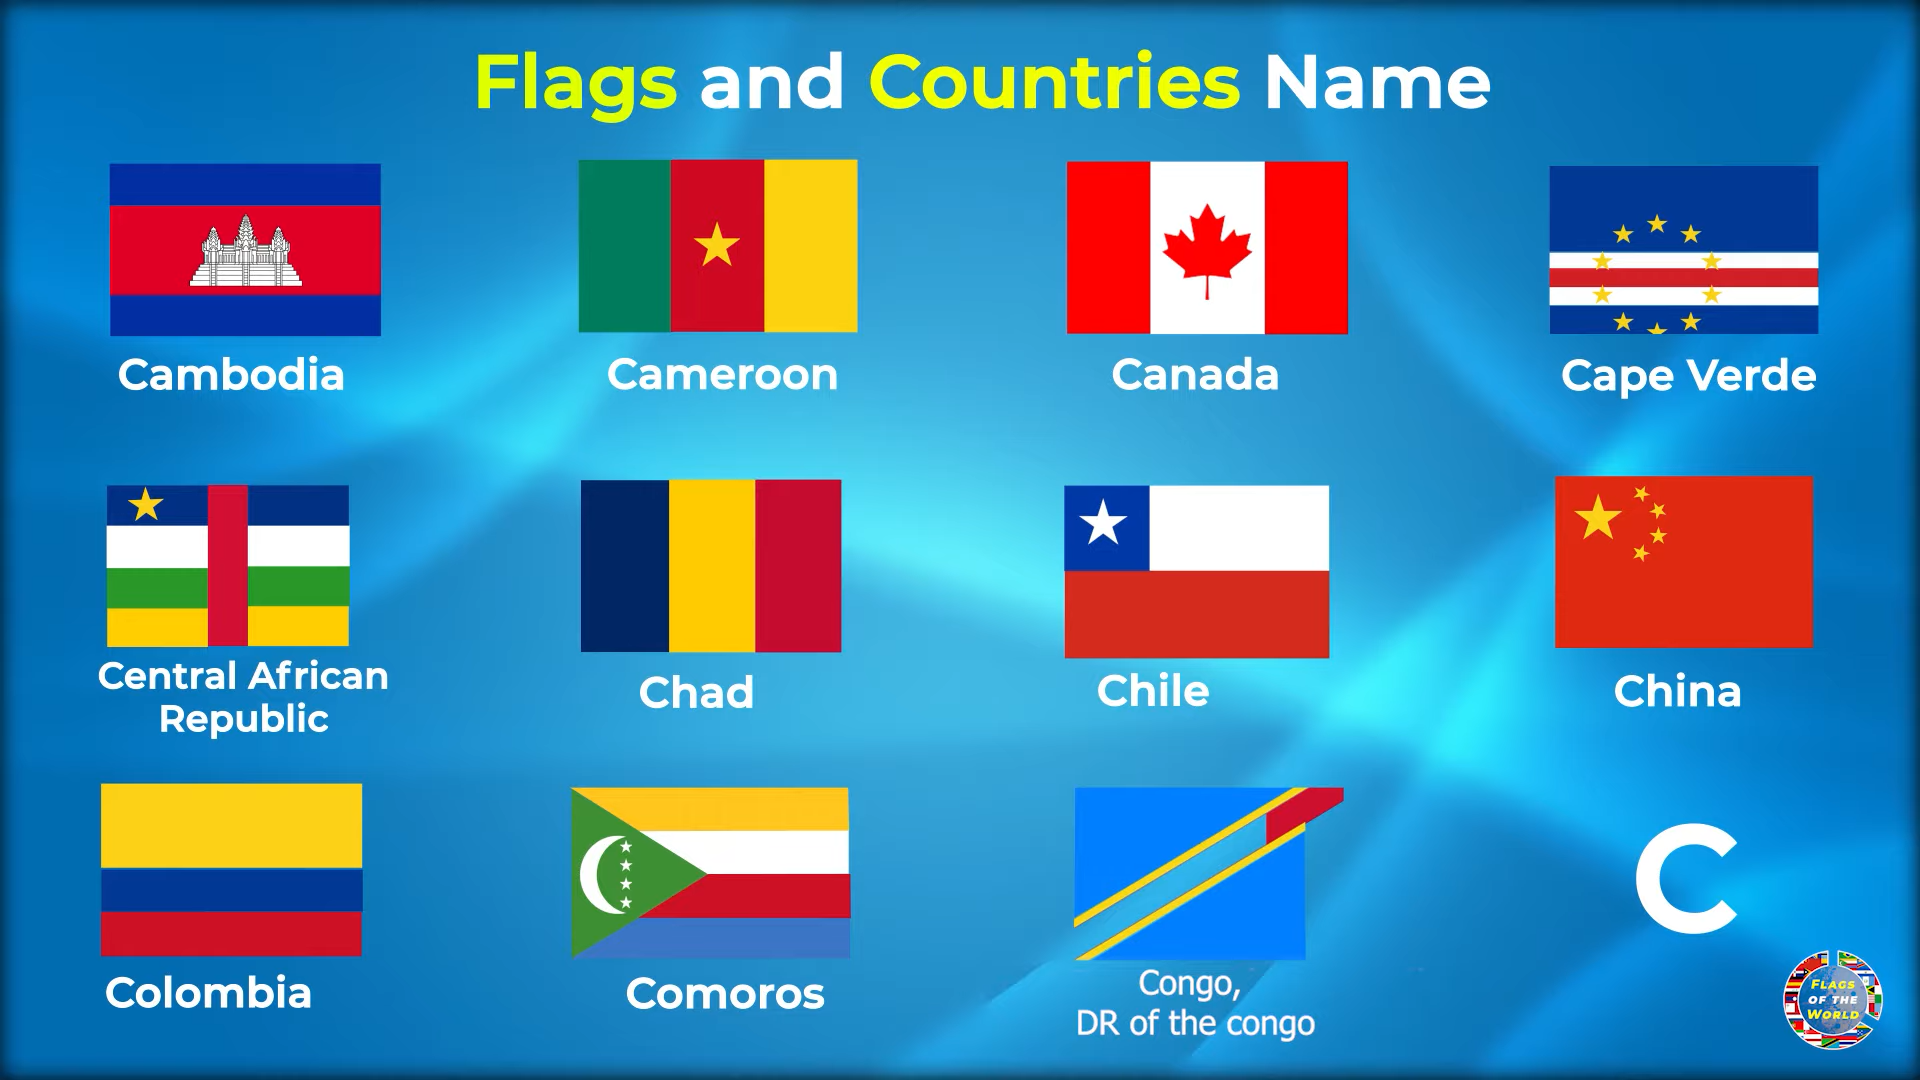 Flags and Countries Name
Cambodia
Cameroon
Canada
Cape Verde
Central African
Republic
Chad
Chile
China
Colombia
Comoros
Congo,
DR of the congo
C
FLAGS
OF THE
WORLD